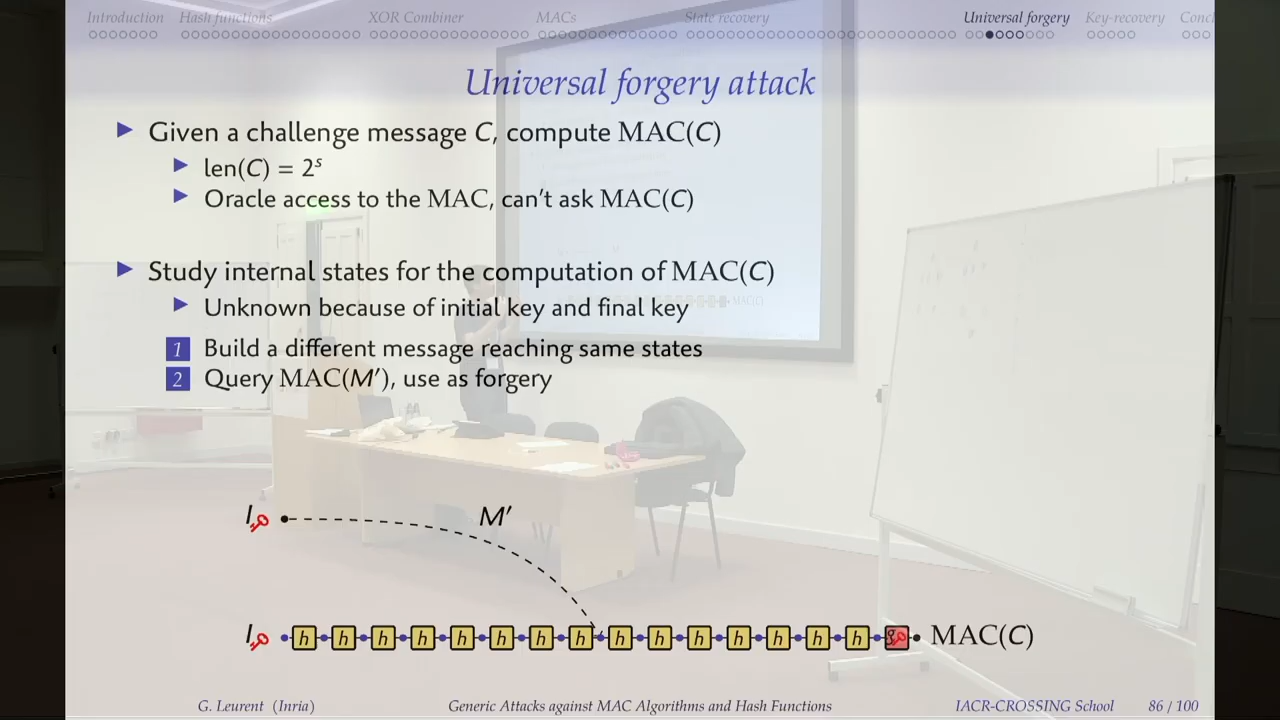 Introduction Hash functions XOR Combiner MACs State recovery Universal forgery Key-recovery
Universal forgery attack
Given a challenge message C, compute MAC(C)
len(C) = 2ˢ
Oracle access to the MAC, can't ask MAC(C)
Study internal states for the computation of MAC(C)
Unknown because of initial key and final key
1 Build a different message reaching same states
2 Query MAC(M′), use as forgery
I M′
I h h h h h h h h h h h h h h h g MAC(C)
G. Leurent (Inria) Generic Attacks against MAC Algorithms and Hash Functions IACR-CROSSING School 86 / 100